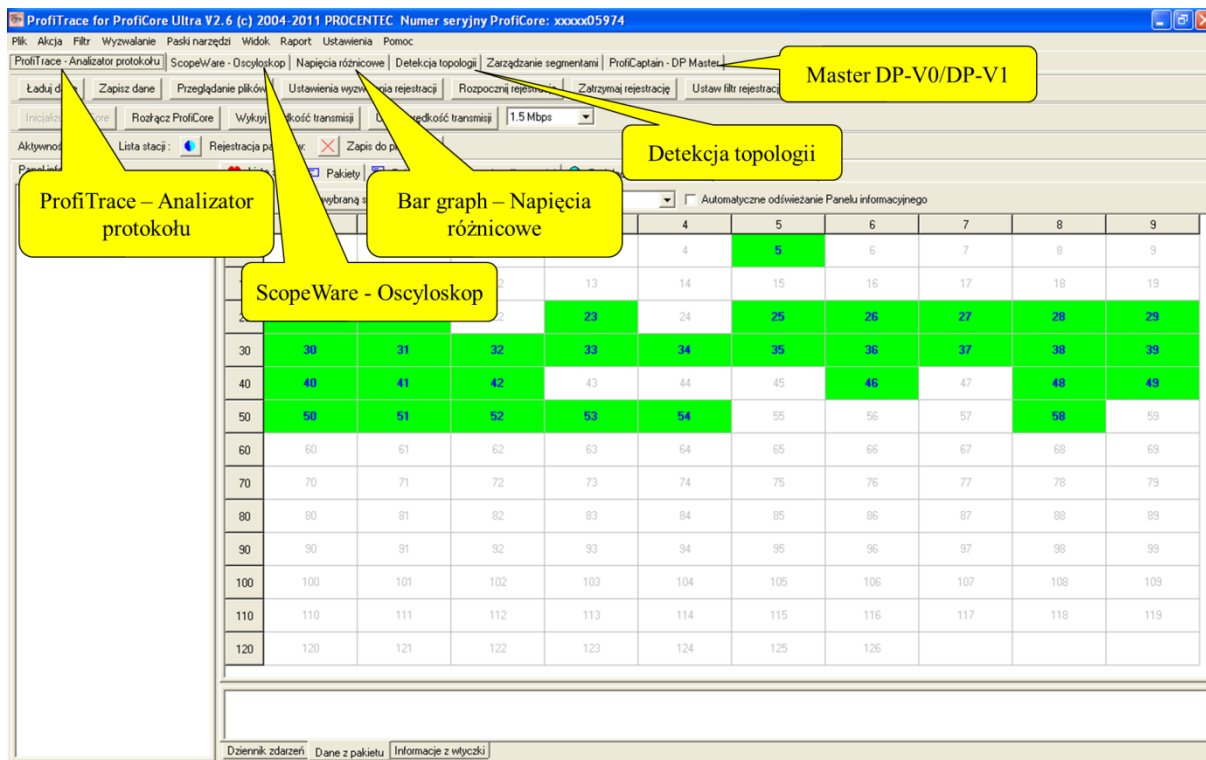 ProfiTrace for ProfiCore Ultra V2.6 (c) 2004-2011 PROCENTEC Numer seryjny ProfiCore: xxxxx05974
Plik Akcja Filtr Wyzwalanie Paski narzędzi Widok Raport Ustawienia Pomoc
ProfiTrace - Analizator protokołu ScopeWare - Oscyloskop Napięcia różnicowe Detekcja topologii Zarządzanie segmentami ProfiCaptain - DP Master
Master DP-V0/DP-V1
Ładuj Zapisz dane Przeglądanie plików Ustawienia rejestracji Rozpocznij Zatrzymaj rejestrację Ustaw filtr
Rozłącz ProfiCore Wykryj transmisji transmisji 1.5 Mbps
Lista stacji: Rejestracja Zapis do
Detekcja topologii
Pakiety
ProfiTrace – Analizator
protokołu
Bar graph – Napięcia
różnicowe
wybraną Automatyczne odświeżanie Panelu informacyjnego
4 5 6 7 8 9
4 5 6 7 8 9
ScopeWare - Oscyloskop
13 14 15 16 17 18 19
23 24 25 26 27 28 29
30 30 31 32 33 34 35 36 37 38 39
40 40 41 42 43 44 45 46 47 48 49
50 50 51 52 53 54 55 56 57 58 59
60 60 61 62 63 64 65 66 67 68 69
70 70 71 72 73 74 75 76 77 78 79
80 80 81 82 83 84 85 86 87 88 89
90 90 91 92 93 94 95 96 97 98 99
100 100 101 102 103 104 105 106 107 108 109
110 110 111 112 113 114 115 116 117 118 119
120 120 121 122 123 124 125 126
Dziennik zdarzeń Dane z pakietu Informacje z wtyczki